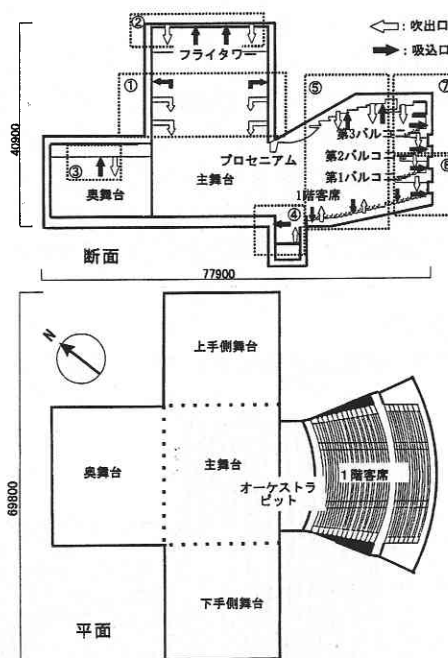 ⇦:吹出口
➡:吸込口
②
フライタワー
①
⑤
⑦
第3バルコニー
プロセニアム
第2バルコニ
第1バルコニ
⑥
③
奥舞台
主舞台
1階客席
④
断面
40900
77900
N
上手側舞台
奥舞台
主舞台
オーケストラ
ピット
1階客席
下手側舞台
平面
69800